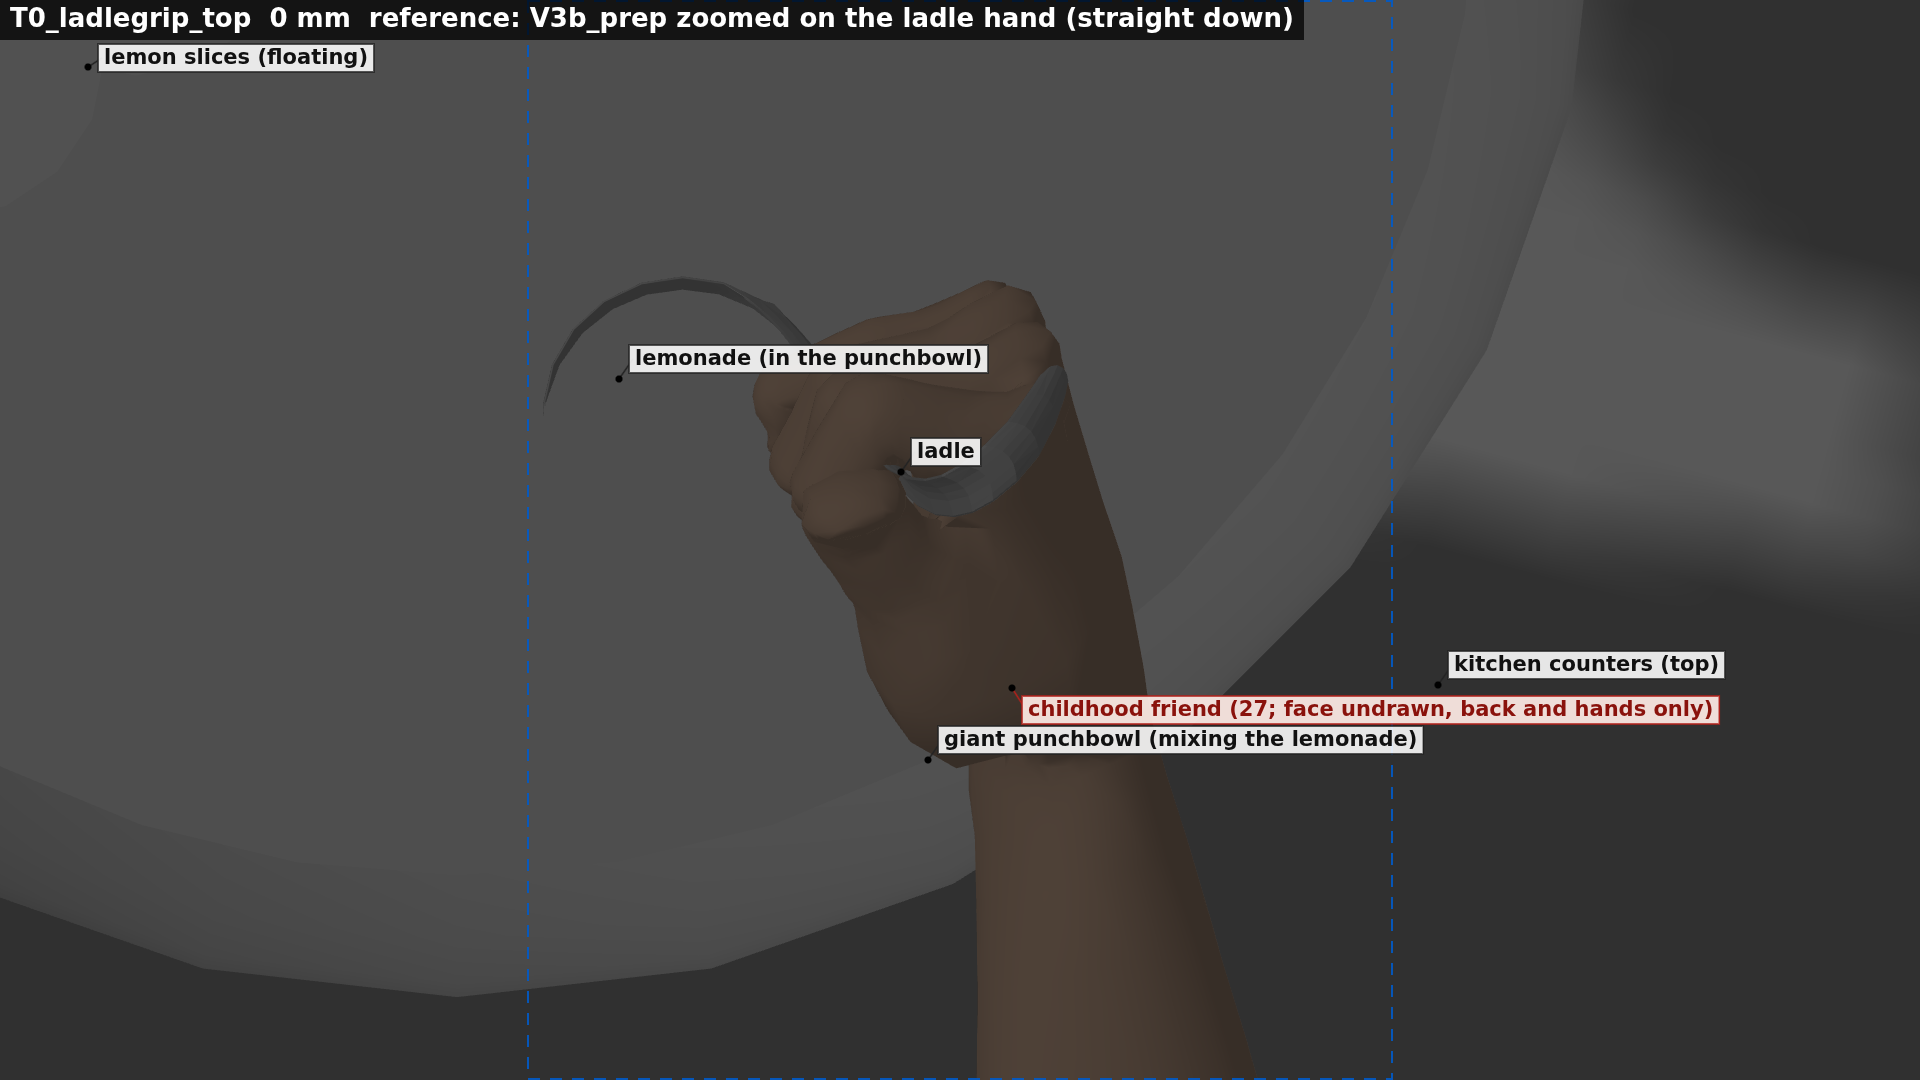 T0_ladlegrip_top 0 mm reference: V3b_prep zoomed on the ladle hand (straight down)
lemon slices (floating)
lemonade (in the punchbowl)
ladle
kitchen counters (top)
childhood friend (27; face undrawn, back and hands only)
giant punchbowl (mixing the lemonade)